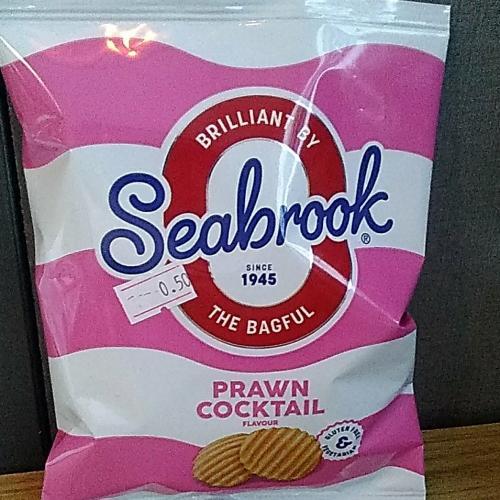 BRILLIANT BY
Seabrook®
SINCE
1945
0.50
THE BAGFUL
PRAWN
COCKTAIL
FLAVOUR
GLUTEN FREE
&
VEGETARIAN